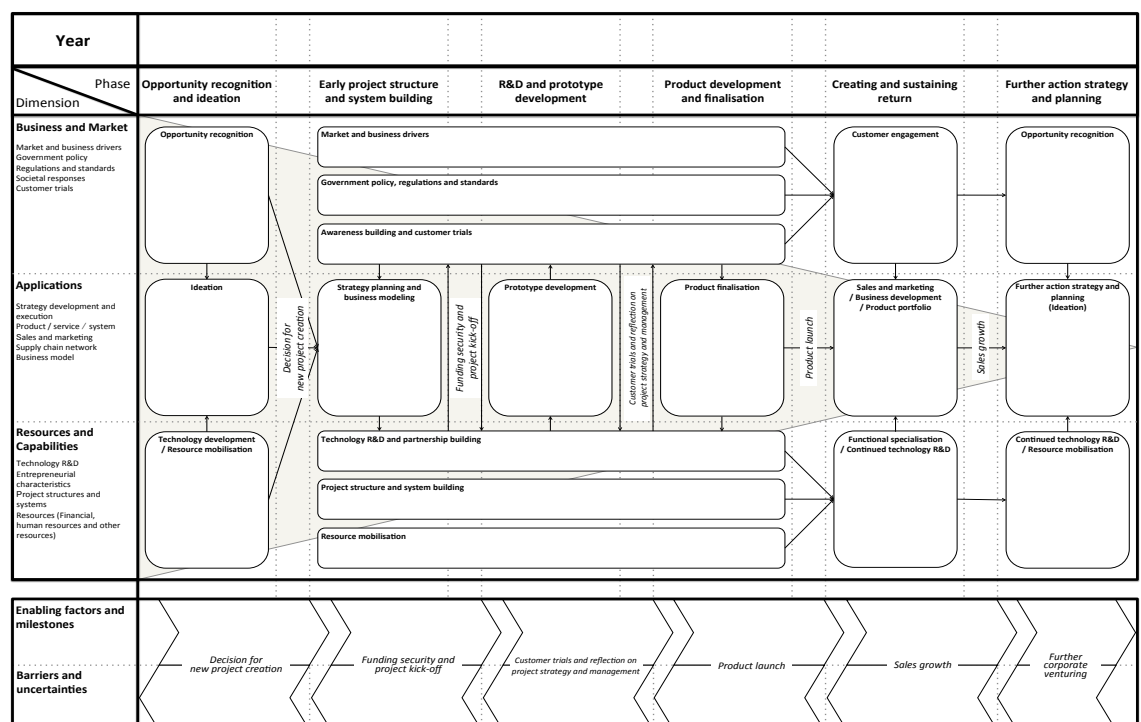 Year
Phase
Dimension
Opportunity recognition
and ideation
Early project structure
and system building
R&D and prototype
development
Product development
and finalisation
Creating and sustaining
return
Further action strategy
and planning
Business and Market
Market and business drivers
Government policy
Regulations and standards
Societal responses
Customer trials
Opportunity recognition
Market and business drivers
Government policy, regulations and standards
Awareness building and customer trials
Customer engagement
Opportunity recognition
Applications
Strategy development and
execution
Product / service / system
Sales and marketing
Supply chain network
Business model
Ideation
Decision for
new project creation
Strategy planning and
business modeling
Funding security and
project kick-off
Prototype development
Customer trials and reflection on
project strategy and management
Product finalisation
Product launch
Sales and marketing
/ Business development
/ Product portfolio
Sales growth
Further action strategy and
planning
(Ideation)
Resources and
Capabilities
Technology R&D
Entrepreneurial
characteristics
Project structures and
systems
Resources (Financial,
human resources and other
resources)
Technology development
/ Resource mobilisation
Technology R&D and partnership building
Project structure and system building
Resource mobilisation
Functional specialisation
/ Continued technology R&D
Continued technology R&D
/ Resource mobilisation
Enabling factors and
milestones
Barriers and
uncertainties
Decision for
new project creation
Funding security and
project kick-off
Customer trials and reflection on
project strategy and management
Product launch
Sales growth
Further
corporate
venturing